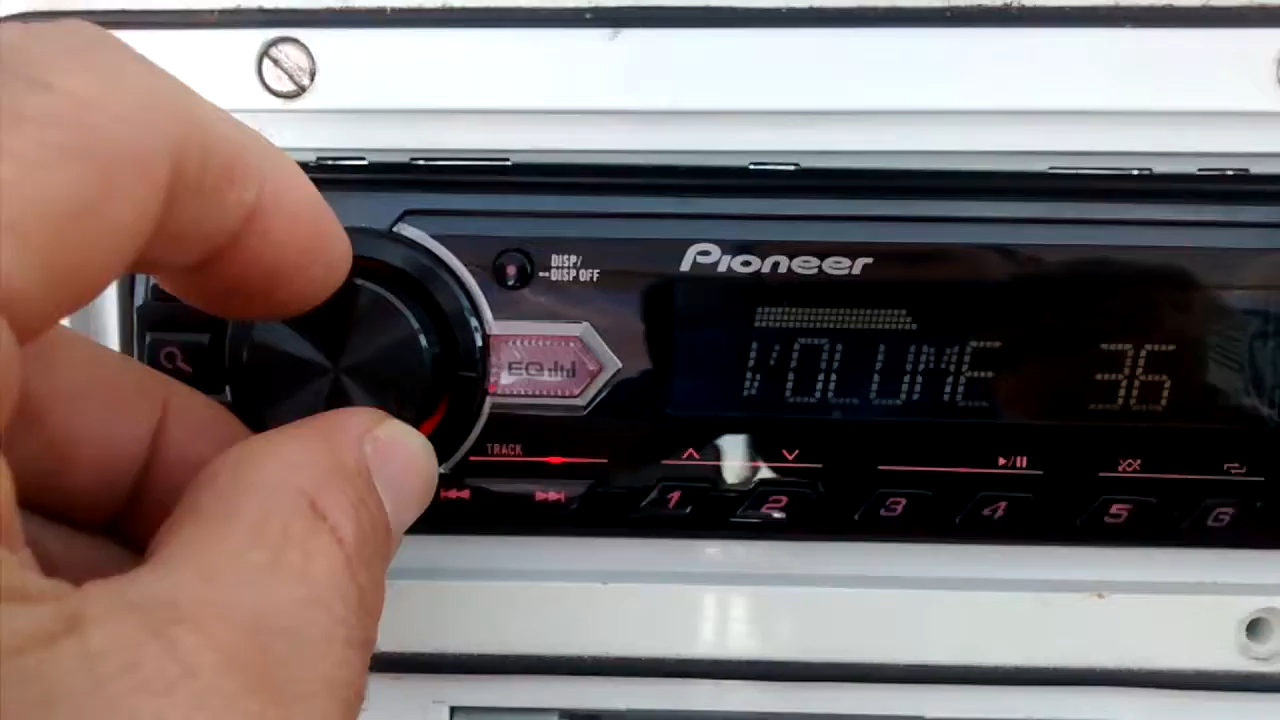 DISP/
DISP OFF
Pioneer
EQ
VOLUME 36
TRACK
1 2 3 4 5 6